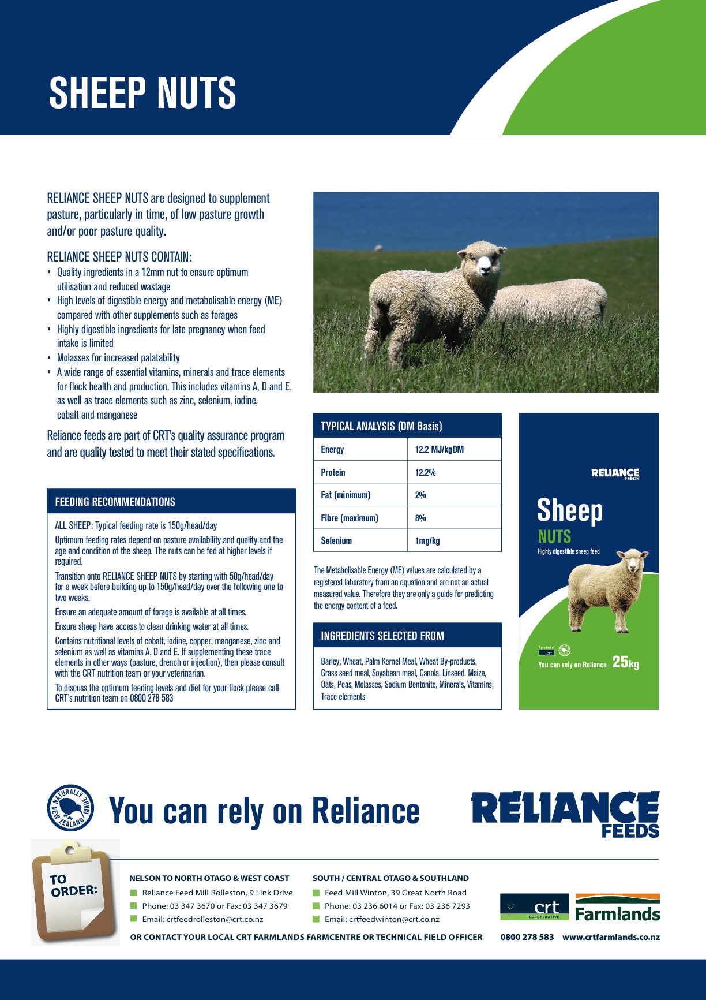 SHEEP NUTS
RELIANCE SHEEP NUTS are designed to supplement
pasture, particularly in time, of low pasture growth
and/or poor pasture quality.
RELIANCE SHEEP NUTS CONTAIN:
• Quality ingredients in a 12mm nut to ensure optimum
utilisation and reduced wastage
• High levels of digestible energy and metabolisable energy (ME)
compared with other supplements such as forages
• Highly digestible ingredients for late pregnancy when feed
intake is limited
• Molasses for increased palatability
• A wide range of essential vitamins, minerals and trace elements
for flock health and production. This includes vitamins A, D and E,
as well as trace elements such as zinc, selenium, iodine,
cobalt and manganese
Reliance feeds are part of CRT's quality assurance program
and are quality tested to meet their stated specifications.
FEEDING RECOMMENDATIONS
ALL SHEEP: Typical feeding rate is 150g/head/day
Optimum feeding rates depend on pasture availability and quality and the
age and condition of the sheep. The nuts can be fed at higher levels if
required.
Transition onto RELIANCE SHEEP NUTS by starting with 50g/head/day
for a week before building up to 150g/head/day over the following one to
two weeks.
Ensure an adequate amount of forage is available at all times.
Ensure sheep have access to clean drinking water at all times.
Contains nutritional levels of cobalt, iodine, copper, manganese, zinc and
selenium as well as vitamins A, D and E. If supplementing these trace
elements in other ways (pasture, drench or injection), then please consult
with the CRT nutrition team or your veterinarian.
To discuss the optimum feeding levels and diet for your flock please call
CRT's nutrition team on 0800 278 583
TYPICAL ANALYSIS (DM Basis)
Energy 12.2 MJ/kgDM
Protein 12.2%
Fat (minimum) 2%
Fibre (maximum) 8%
Selenium 1mg/kg
The Metabolisable Energy (ME) values are calculated by a
registered laboratory from an equation and are not an actual
measured value. Therefore they are only a guide for predicting
the energy content of a feed.
INGREDIENTS SELECTED FROM
Barley, Wheat, Palm Kernel Meal, Wheat By-products,
Grass seed meal, Soyabean meal, Canola, Linseed, Maize,
Oats, Peas, Molasses, Sodium Bentonite, Minerals, Vitamins,
Trace elements
RELIANCE
FEEDS
Sheep
NUTS
Highly digestible sheep feed
A product of
crt
You can rely on Reliance 25kg
NATURALLY MADE
NEW ZEALAND
You can rely on Reliance
RELIANCE
FEEDS
TO
ORDER:
NELSON TO NORTH OTAGO & WEST COAST
Reliance Feed Mill Rolleston, 9 Link Drive
Phone: 03 347 3670 or Fax: 03 347 3679
Email: crtfeedrolleston@crt.co.nz
SOUTH / CENTRAL OTAGO & SOUTHLAND
Feed Mill Winton, 39 Great North Road
Phone: 03 236 6014 or Fax: 03 236 7293
Email: crtfeedwinton@crt.co.nz
OR CONTACT YOUR LOCAL CRT FARMLANDS FARMCENTRE OR TECHNICAL FIELD OFFICER
crt
CO-OPERATIVE
Farmlands
0800 278 583 www.crtfarmlands.co.nz